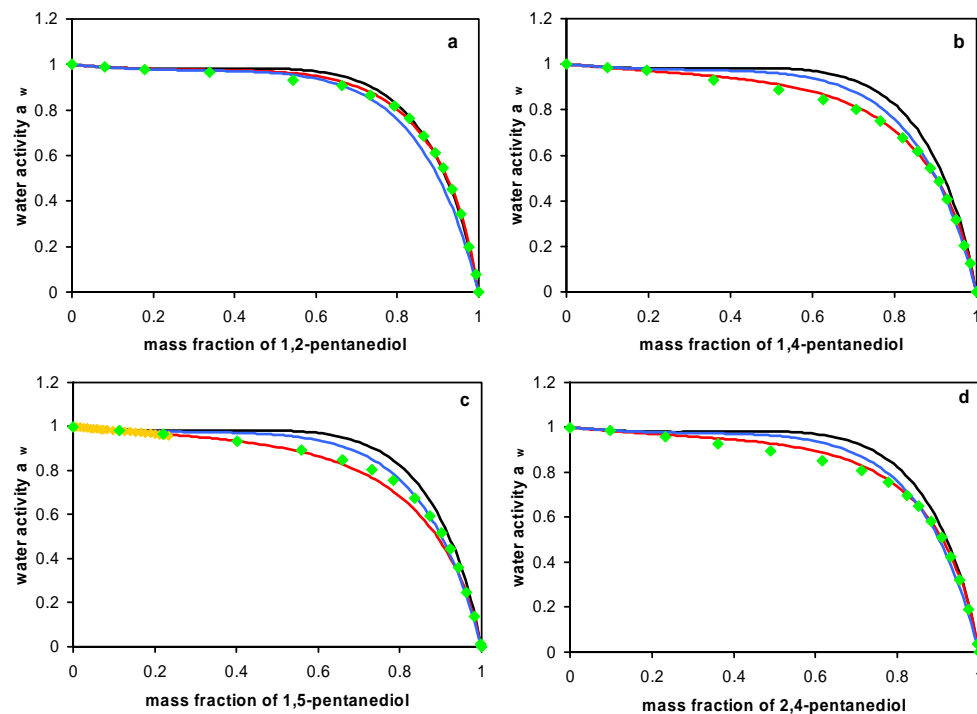 1.2
1
0.8
0.6
0.4
0.2
0
0 0.2 0.4 0.6 0.8 1
water activity a w
mass fraction of 1,2-pentanediol
a
1.2
1
0.8
0.6
0.4
0.2
0
0 0.2 0.4 0.6 0.8 1
water activity a w
mass fraction of 1,4-pentanediol
b
1.2
1
0.8
0.6
0.4
0.2
0
0 0.2 0.4 0.6 0.8 1
water activity a w
mass fraction of 1,5-pentanediol
c
1.2
1
0.8
0.6
0.4
0.2
0
0 0.2 0.4 0.6 0.8 1
water activity a w
mass fraction of 2,4-pentanediol
d